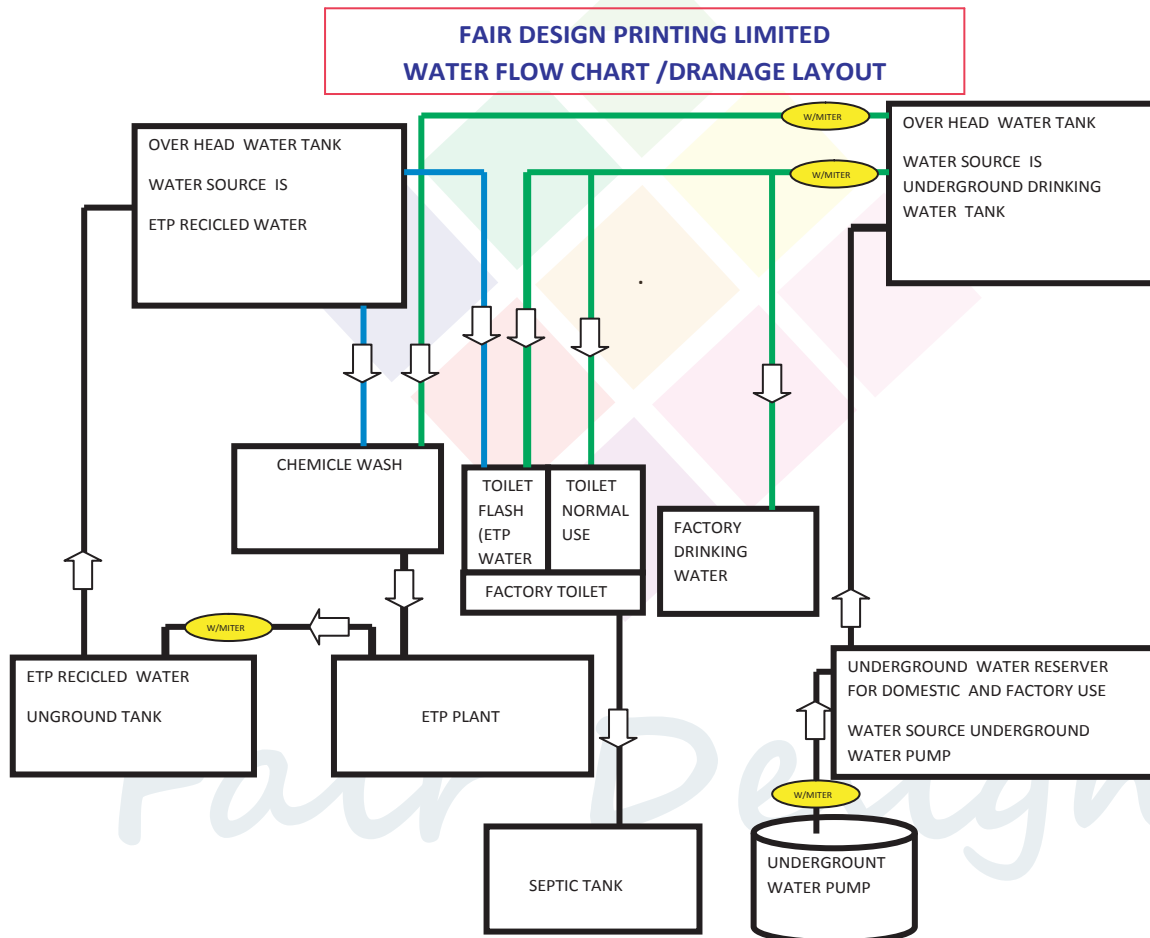 FAIR DESIGN PRINTING LIMITED
WATER FLOW CHART /DRANAGE LAYOUT
OVER HEAD WATER TANK
WATER SOURCE IS
ETP RECICLED WATER
W/MITER
W/MITER
OVER HEAD WATER TANK
WATER SOURCE IS
UNDERGROUND DRINKING
WATER TANK
CHEMICLE WASH
TOILET
FLASH
(ETP
WATER
TOILET
NORMAL
USE
FACTORY TOILET
FACTORY
DRINKING
WATER
W/MITER
ETP RECICLED WATER
UNGROUND TANK
ETP PLANT
UNDERGROUND WATER RESERVER
FOR DOMESTIC AND FACTORY USE
WATER SOURCE UNDERGROUND
WATER PUMP
W/MITER
SEPTIC TANK
UNDERGROUNT
WATER PUMP
Fair Design